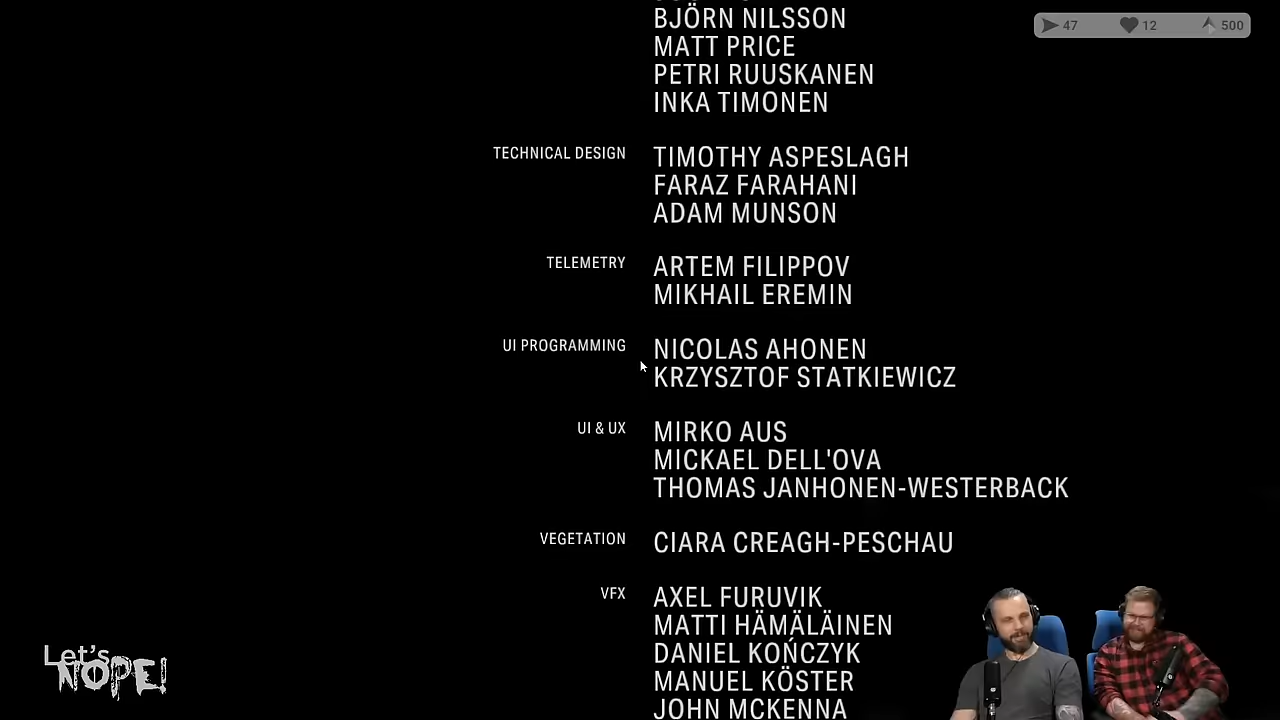 BJÖRN NILSSON
47 12 500
MATT PRICE
PETRI RUUSKANEN
INKA TIMONEN
TECHNICAL DESIGN TIMOTHY ASPESLAGH
FARAZ FARAHANI
ADAM MUNSON
TELEMETRY ARTEM FILIPPOV
MIKHAIL EREMIN
UI PROGRAMMING NICOLAS AHONEN
KRZYSZTOF STATKIEWICZ
UI & UX MIRKO AUS
MICKAEL DELL'OVA
THOMAS JANHONEN-WESTERBACK
VEGETATION CIARA CREAGH-PESCHAU
VFX AXEL FURUVIK
MATTI HÄMÄLÄINEN
DANIEL KOŃCZYK
MANUEL KÖSTER
JOHN MCKENNA
Let's
NOPE!